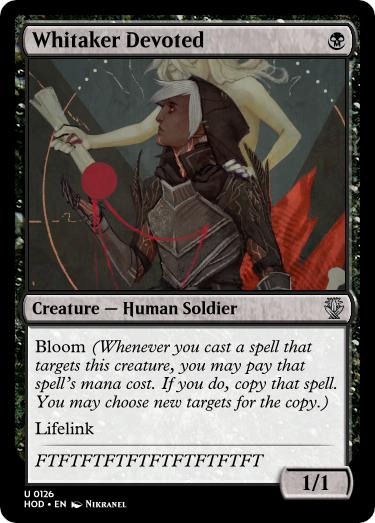 Whitaker Devoted
Creature — Human Soldier
Bloom (Whenever you cast a spell that
targets this creature, you may pay that
spell's mana cost. If you do, copy that spell.
You may choose new targets for the copy.)
Lifelink
FTFTFTFTFTFTFTFTFTFT
1/1
U 0126
HOD • EN Nikranel